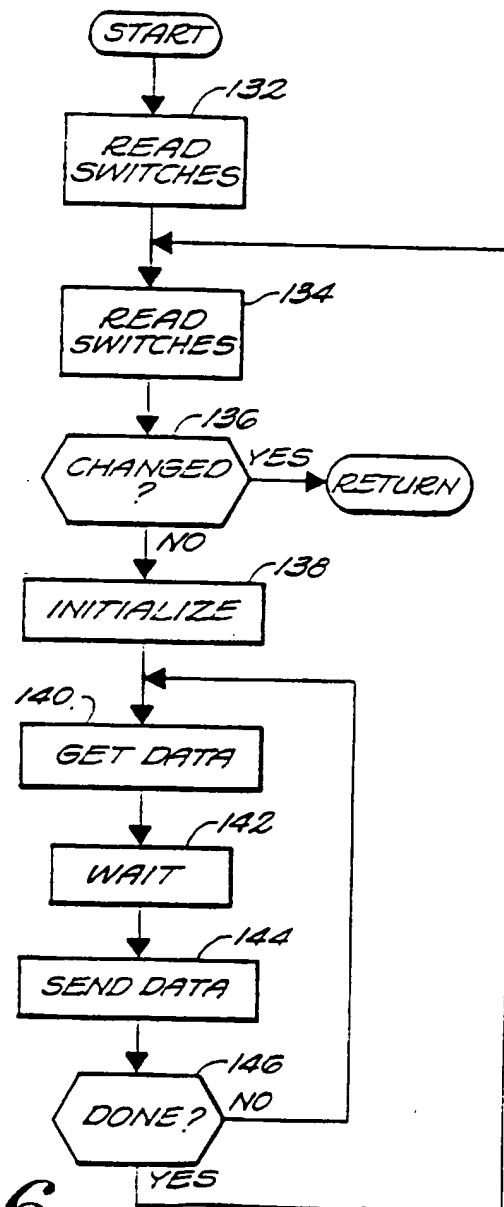 START
132
READ
SWITCHES
134
READ
SWITCHES
136
CHANGED
?
YES
RETURN
NO
138
INITIALIZE
140.
GET DATA
142
WAIT
144
SEND DATA
146
DONE?
NO
YES
6